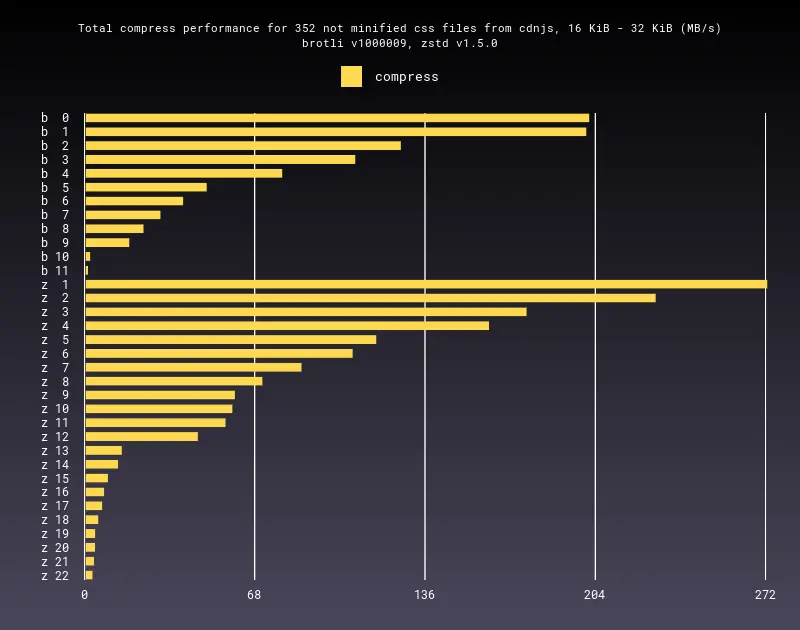 Total compress performance for 352 not minified css files from cdnjs, 16 KiB - 32 KiB (MB/s)
brotli v1000009, zstd v1.5.0
compress
b 0
b 1
b 2
b 3
b 4
b 5
b 6
b 7
b 8
b 9
b 10
b 11
z 1
z 2
z 3
z 4
z 5
z 6
z 7
z 8
z 9
z 10
z 11
z 12
z 13
z 14
z 15
z 16
z 17
z 18
z 19
z 20
z 21
z 22
0 68 136 204 272